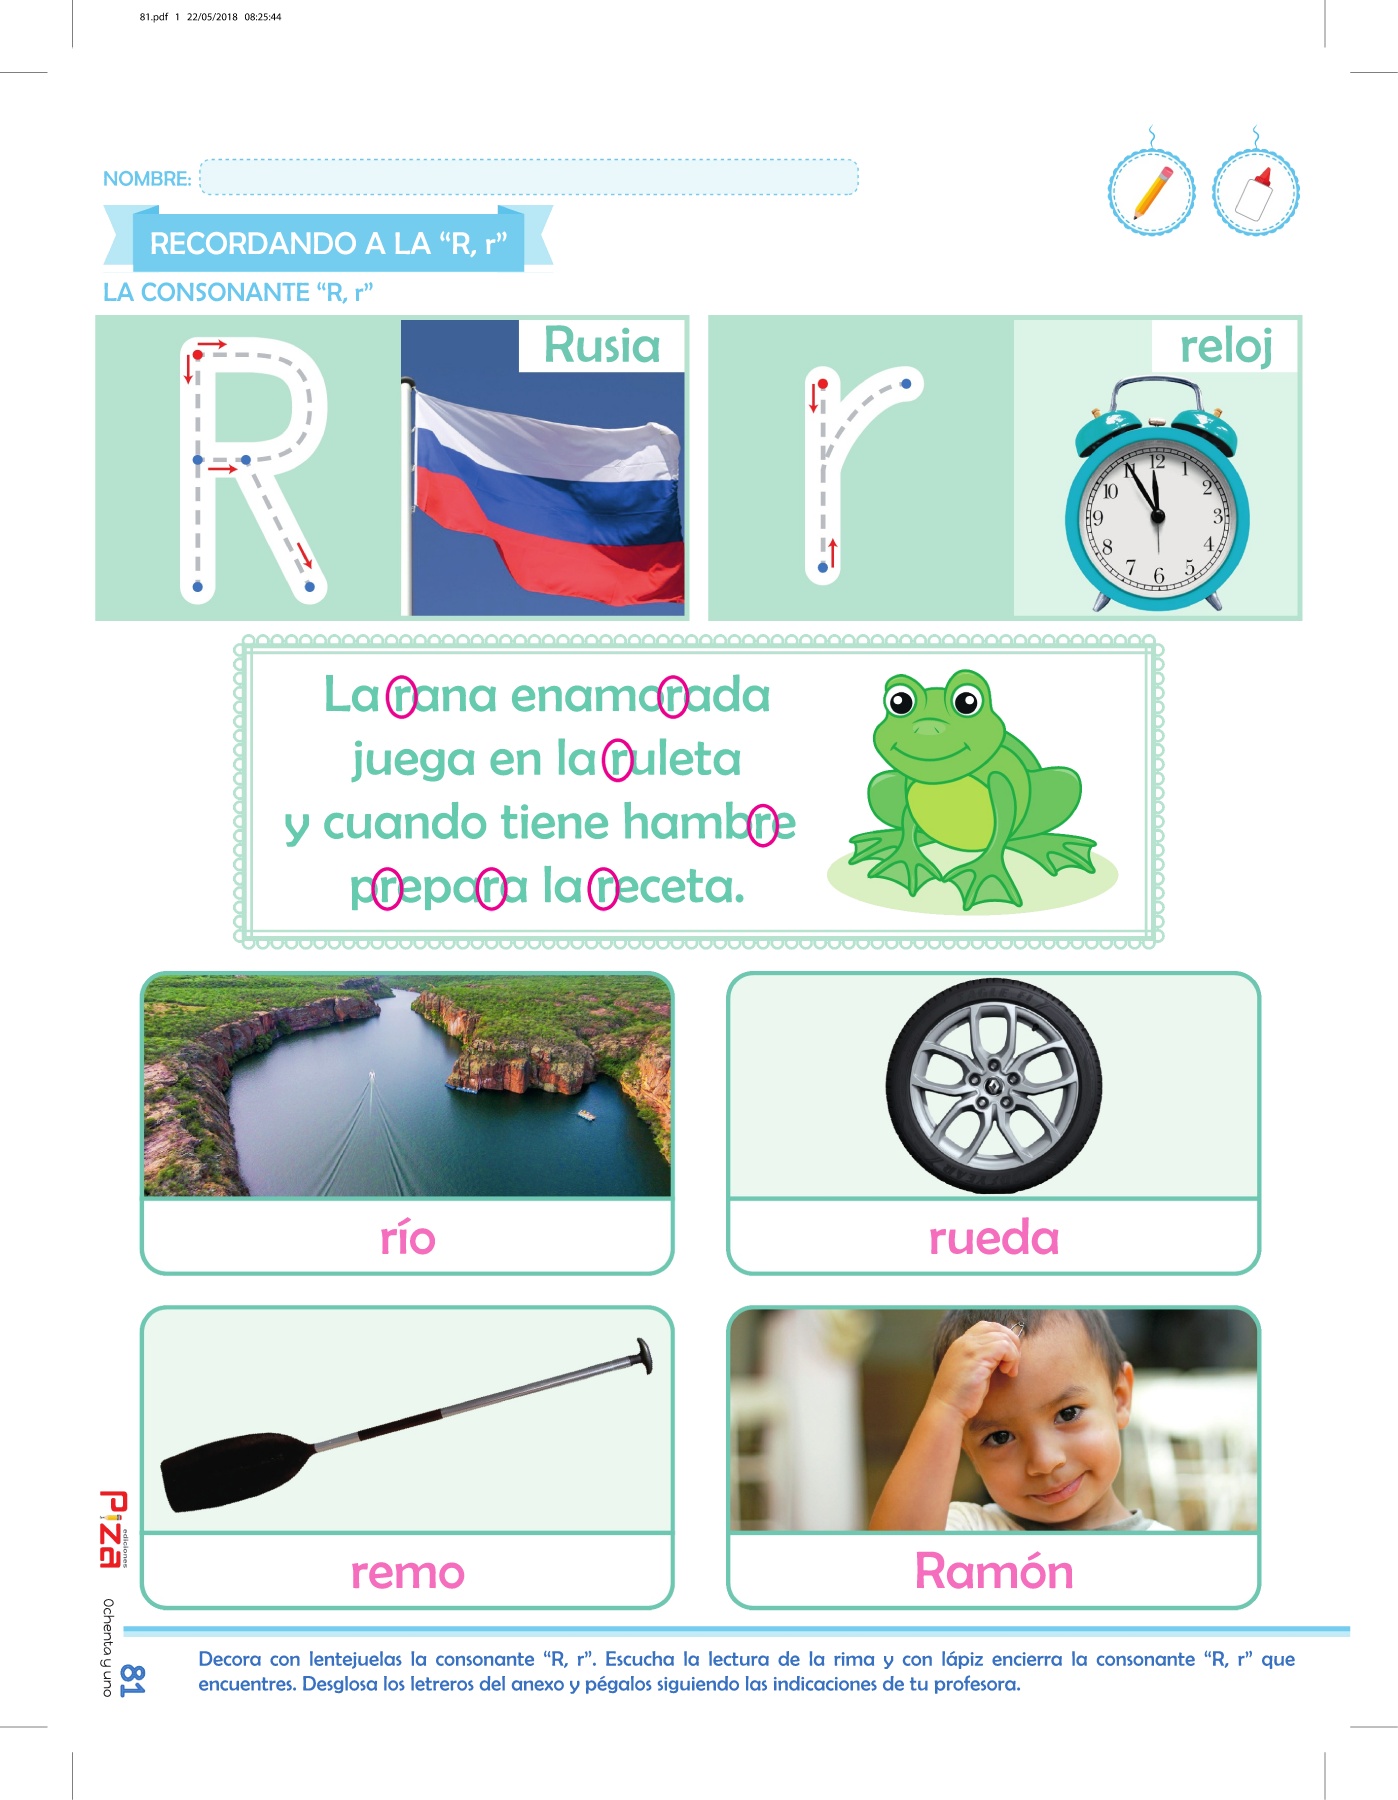 81.pdf 1 22/05/2018 08:25:44
NOMBRE:
RECORDANDO A LA “R, r”
LA CONSONANTE “R, r”
R
Rusia
r
reloj
12
1
2
3
4
5
6
7
8
9
10
11
La rana enamorada
juega en la ruleta
y cuando tiene hambre
prepara la receta.
río
rueda
remo
Ramón
Piza
ediciones
Ochenta y uno
81
Decora con lentejuelas la consonante “R, r”. Escucha la lectura de la rima y con lápiz encierra la consonante “R, r” que
encuentres. Desglosa los letreros del anexo y pégalos siguiendo las indicaciones de tu profesora.